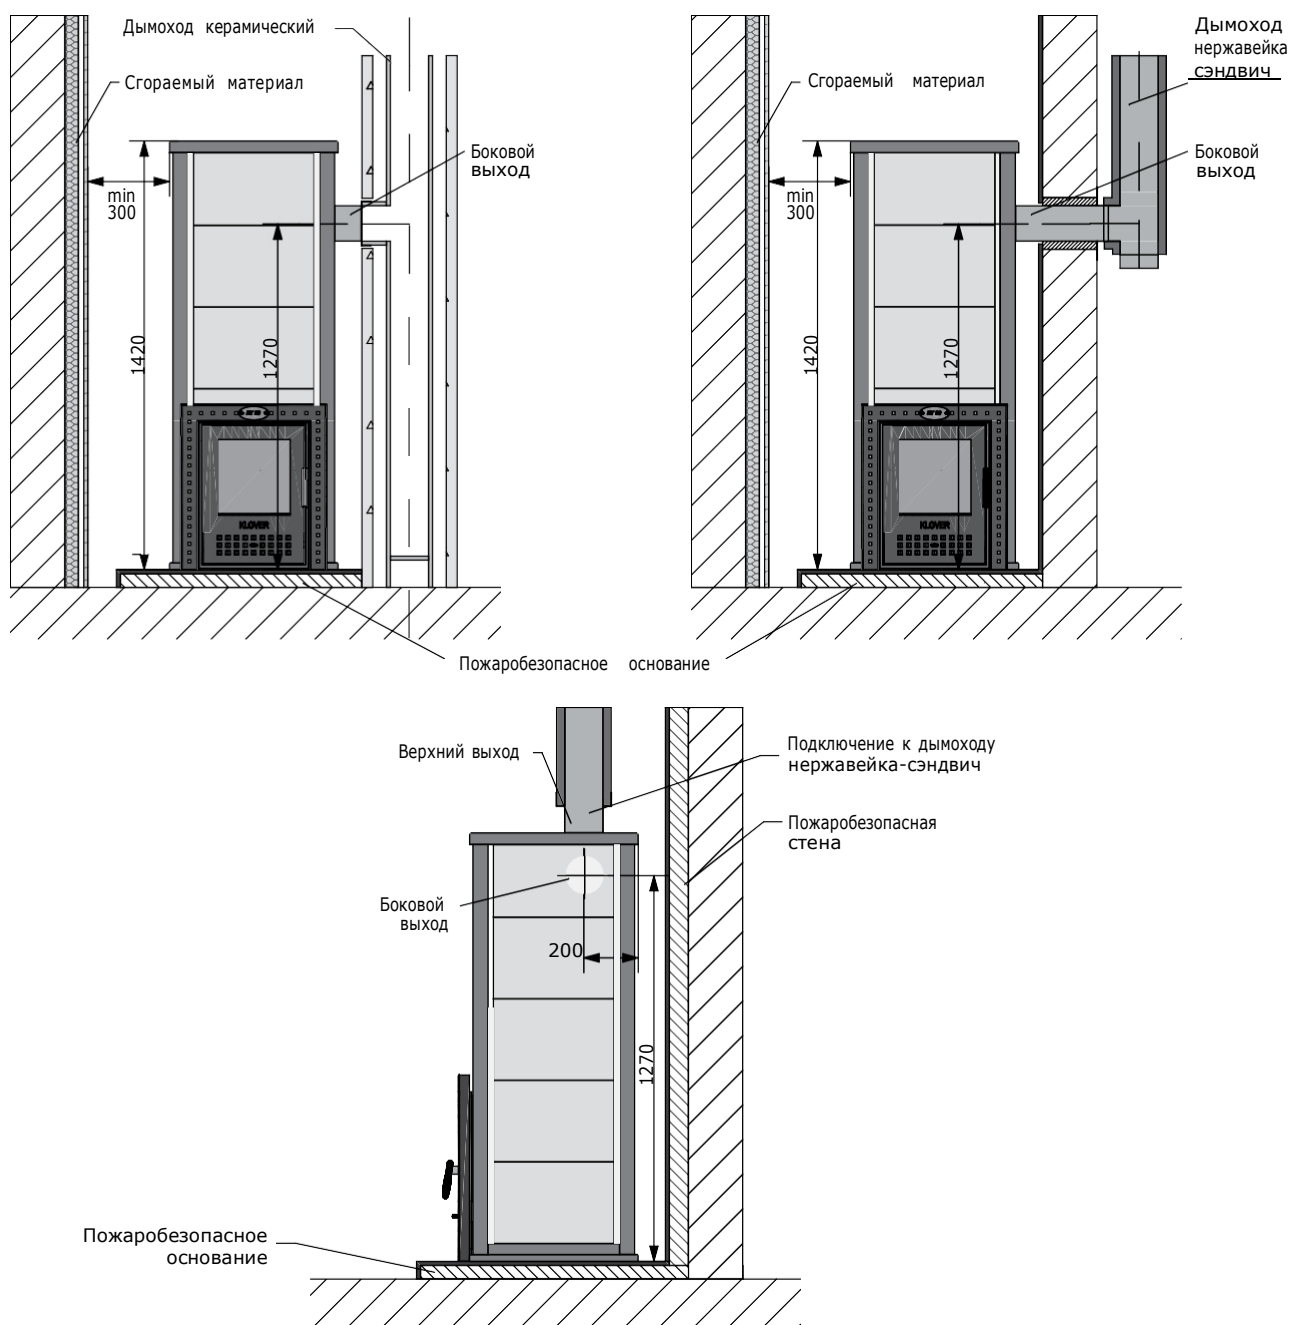 Дымоход керамический
Сгораемый материал
Боковой
выход
min
300
1420
1270
KLOVER
Дымоход
нержавейка
сэндвич
Сгораемый материал
Боковой
выход
min
300
1420
1270
KLOVER
Пожаробезопасное основание
Верхний выход
Подключение к дымоходу
нержавейка-сэндвич
Пожаробезопасная
стена
Боковой
выход
200
1270
Пожаробезопасное
основание